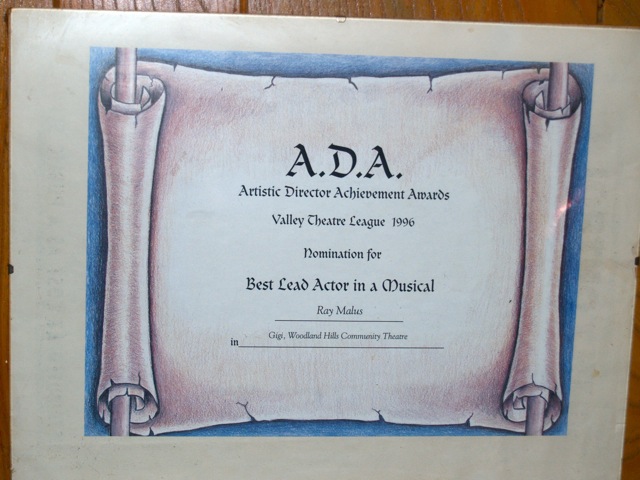 A.D.A.
Artistic Director Achievement Awards
Valley Theatre League 1996
Nomination for
Best Lead Actor in a Musical
Ray Malus
Gigi, Woodland Hills Community Theatre
in